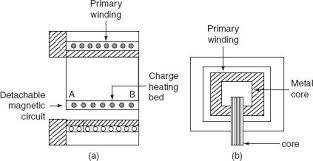 Primary
winding
Primary
winding
Detachable
magnetic
circuit
A
B
Charge
heating
bed
Metal
core
core
(a)
(b)